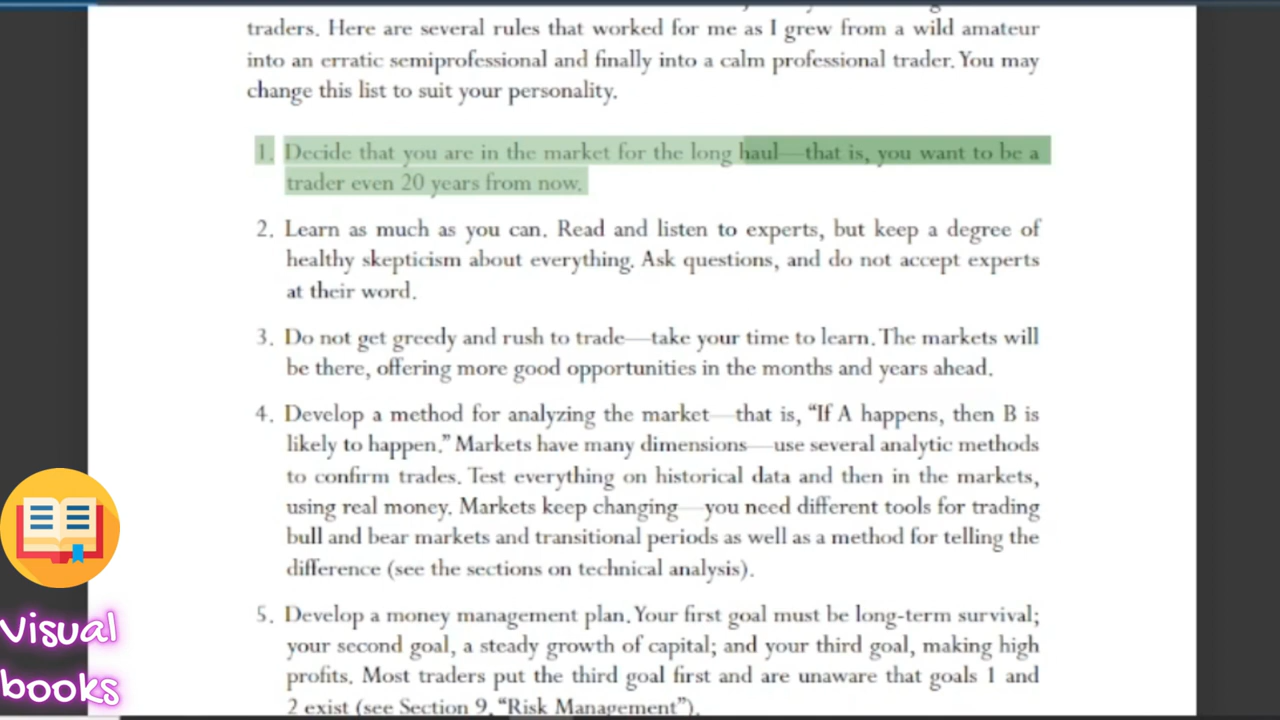 traders. Here are several rules that worked for me as I grew from a wild amateur
into an erratic semiprofessional and finally into a calm professional trader. You may
change this list to suit your personality.
1. Decide that you are in the market for the long haul—that is, you want to be a
trader even 20 years from now.
2. Learn as much as you can. Read and listen to experts, but keep a degree of
healthy skepticism about everything. Ask questions, and do not accept experts
at their word.
3. Do not get greedy and rush to trade—take your time to learn. The markets will
be there, offering more good opportunities in the months and years ahead.
4. Develop a method for analyzing the market—that is, “If A happens, then B is
likely to happen.” Markets have many dimensions—use several analytic methods
to confirm trades. Test everything on historical data and then in the markets,
using real money. Markets keep changing—you need different tools for trading
bull and bear markets and transitional periods as well as a method for telling the
difference (see the sections on technical analysis).
5. Develop a money management plan. Your first goal must be long-term survival;
your second goal, a steady growth of capital; and your third goal, making high
profits. Most traders put the third goal first and are unaware that goals 1 and
2 exist (see Section 9, “Risk Management”).
Visual
books